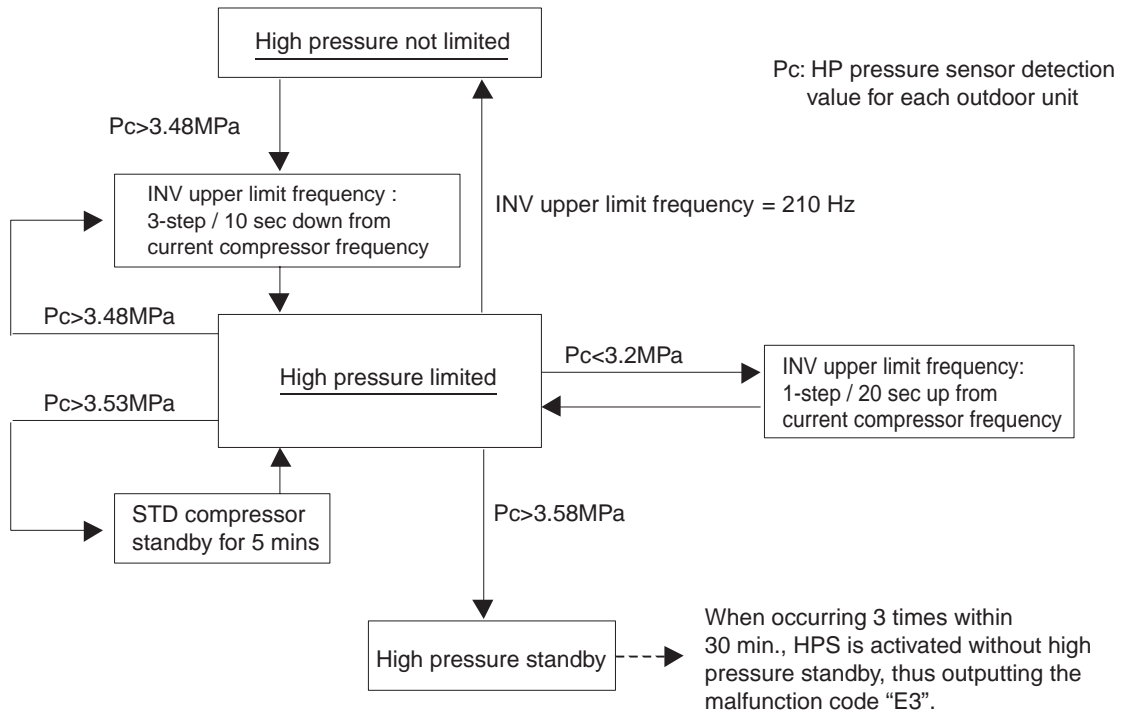 High pressure not limited
Pc: HP pressure sensor detection
value for each outdoor unit
Pc>3.48MPa
INV upper limit frequency :
3-step / 10 sec down from
current compressor frequency
INV upper limit frequency = 210 Hz
Pc>3.48MPa
High pressure limited
Pc<3.2MPa
INV upper limit frequency:
1-step / 20 sec up from
current compressor frequency
Pc>3.53MPa
STD compressor
standby for 5 mins
Pc>3.58MPa
High pressure standby
When occurring 3 times within
30 min., HPS is activated without high
pressure standby, thus outputting the
malfunction code “E3”.